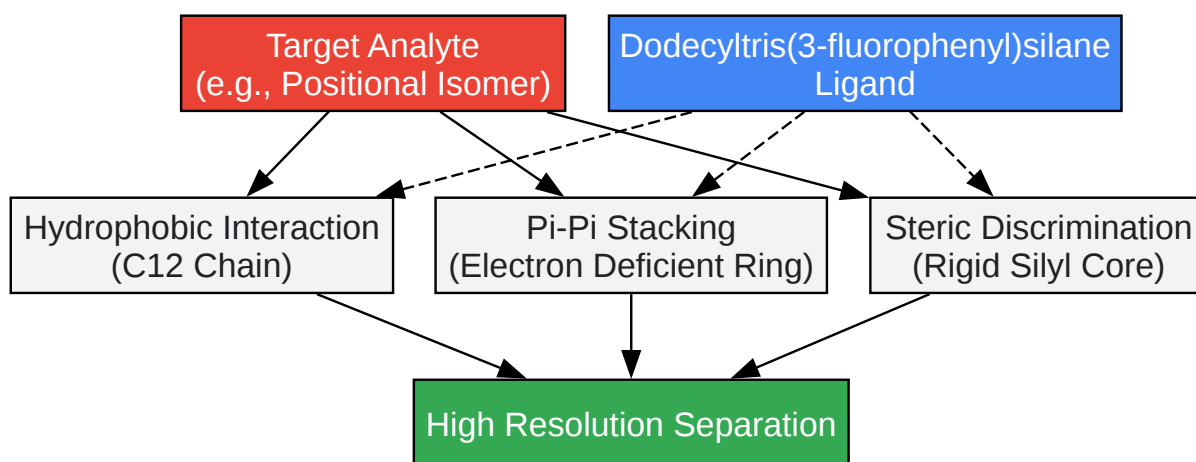 Target Analyte
(e.g., Positional Isomer)
Dodecyltris(3-fluorophenyl)silane
Ligand
Hydrophobic Interaction
(C12 Chain)
Pi-Pi Stacking
(Electron Deficient Ring)
Steric Discrimination
(Rigid Silyl Core)
High Resolution Separation